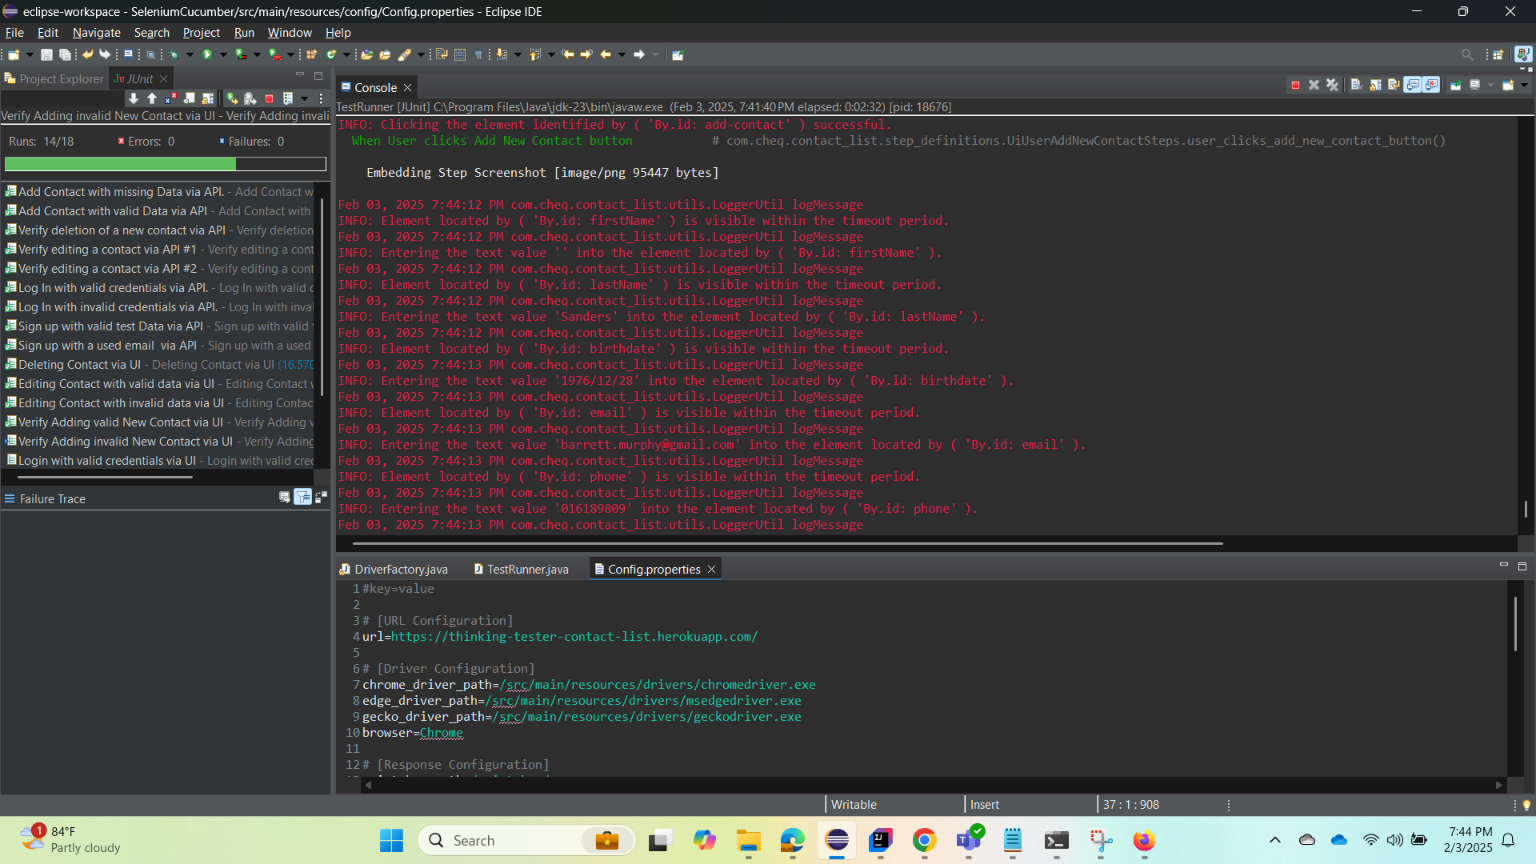 eclipse-workspace - SeleniumCucumber/src/main/resources/config/Config.properties - Eclipse IDE
File Edit Navigate Search Project Run Window Help
Project Explorer JUnit
Verify Adding invalid New Contact via UI - Verify Adding invali
Runs: 14/18 Errors: 0 Failures: 0
Add Contact with missing Data via API. - Add Contact w
Add Contact with valid Data via API - Add Contact with
Verify deletion of a new contact via API - Verify deletion
Verify editing a contact via API #1 - Verify editing a cont
Verify editing a contact via API #2 - Verify editing a cont
Log In with valid credentials via API. - Log In with valid c
Log In with invalid credentials via API. - Log In with inva
Sign up with valid test Data via API - Sign up with valid
Sign up with a used email  via API - Sign up with a used
Deleting Contact via UI - Deleting Contact via UI (16.570
Editing Contact with valid data via UI - Editing Contact
Editing Contact with invalid data via UI - Editing Contac
Verify Adding valid New Contact via UI - Verify Adding
Verify Adding invalid New Contact via UI - Verify Adding
Login with valid credentials via UI - Login with valid cre
Failure Trace
Console
TestRunner [JUnit] C:\Program Files\Java\jdk-23\bin\javaw.exe (Feb 3, 2025, 7:41:40 PM elapsed: 0:02:32) [pid: 18676]
INFO: Clicking the element identified by ( 'By.id: add-contact' ) successful.
When User clicks Add New Contact button # com.cheq.contact_list.step_definitions.UiUserAddNewContactSteps.user_clicks_add_new_contact_button()
Embedding Step Screenshot [image/png 95447 bytes]
Feb 03, 2025 7:44:12 PM com.cheq.contact_list.utils.LoggerUtil logMessage
INFO: Element located by ( 'By.id: firstName' ) is visible within the timeout period.
Feb 03, 2025 7:44:12 PM com.cheq.contact_list.utils.LoggerUtil logMessage
INFO: Entering the text value '' into the element located by ( 'By.id: firstName' ).
Feb 03, 2025 7:44:12 PM com.cheq.contact_list.utils.LoggerUtil logMessage
INFO: Element located by ( 'By.id: lastName' ) is visible within the timeout period.
Feb 03, 2025 7:44:12 PM com.cheq.contact_list.utils.LoggerUtil logMessage
INFO: Entering the text value 'Sanders' into the element located by ( 'By.id: lastName' ).
Feb 03, 2025 7:44:12 PM com.cheq.contact_list.utils.LoggerUtil logMessage
INFO: Element located by ( 'By.id: birthdate' ) is visible within the timeout period.
Feb 03, 2025 7:44:13 PM com.cheq.contact_list.utils.LoggerUtil logMessage
INFO: Entering the text value '1976/12/28' into the element located by ( 'By.id: birthdate' ).
Feb 03, 2025 7:44:13 PM com.cheq.contact_list.utils.LoggerUtil logMessage
INFO: Element located by ( 'By.id: email' ) is visible within the timeout period.
Feb 03, 2025 7:44:13 PM com.cheq.contact_list.utils.LoggerUtil logMessage
INFO: Entering the text value 'barrett.murphy@gmail.com' into the element located by ( 'By.id: email' ).
Feb 03, 2025 7:44:13 PM com.cheq.contact_list.utils.LoggerUtil logMessage
INFO: Element located by ( 'By.id: phone' ) is visible within the timeout period.
Feb 03, 2025 7:44:13 PM com.cheq.contact_list.utils.LoggerUtil logMessage
INFO: Entering the text value '016189809' into the element located by ( 'By.id: phone' ).
Feb 03, 2025 7:44:13 PM com.cheq.contact_list.utils.LoggerUtil logMessage
DriverFactory.java TestRunner.java Config.properties
1 #key=value
2
3 # [URL Configuration]
4 url=https://thinking-tester-contact-list.herokuapp.com/
5
6 # [Driver Configuration]
7 chrome_driver_path=/src/main/resources/drivers/chromedriver.exe
8 edge_driver_path=/src/main/resources/drivers/msedgedriver.exe
9 gecko_driver_path=/src/main/resources/drivers/geckodriver.exe
10 browser=Chrome
11
12 # [Response Configuration]
Writable Insert 37 : 1 : 908
1
84°F
Partly cloudy
Search
7:44 PM
2/3/2025